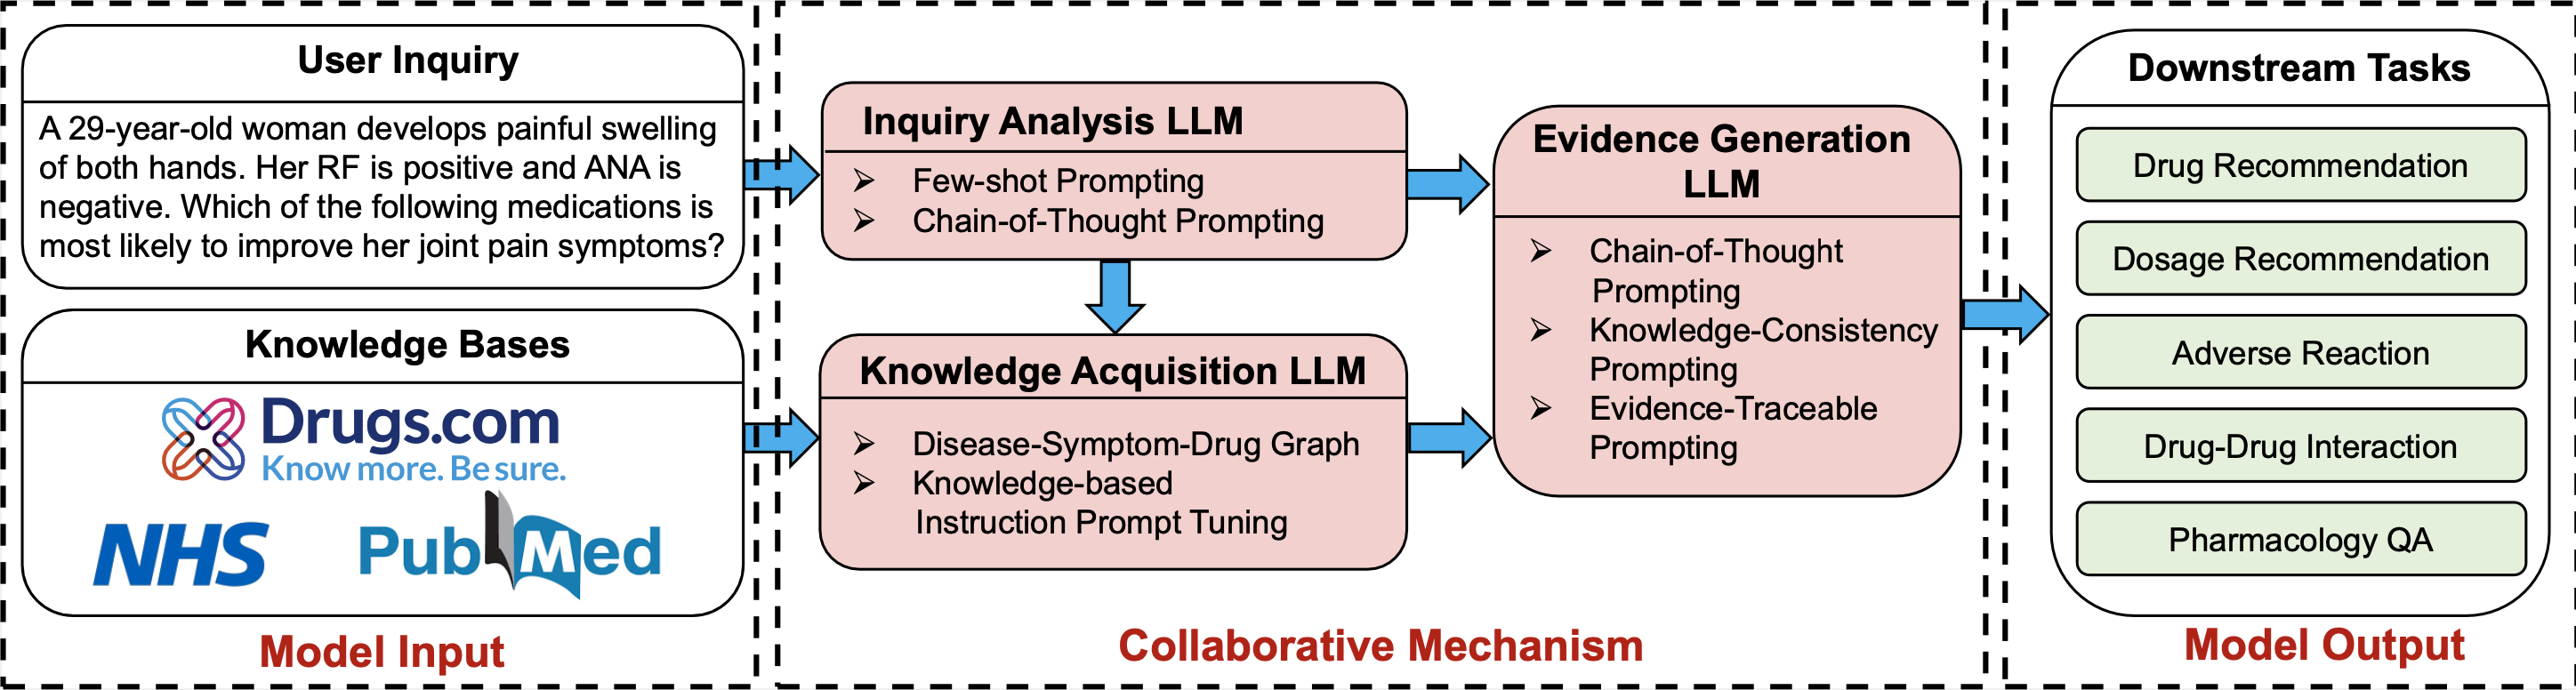 User Inquiry
A 29-year-old woman develops painful swelling
of both hands. Her RF is positive and ANA is
negative. Which of the following medications is
most likely to improve her joint pain symptoms?
Knowledge Bases
Drugs.com
Know more. Be sure.
NHS
PubMed
Model Input
Inquiry Analysis LLM
➢ Few-shot Prompting
➢ Chain-of-Thought Prompting
Knowledge Acquisition LLM
➢ Disease-Symptom-Drug Graph
➢ Knowledge-based
Instruction Prompt Tuning
Evidence Generation
LLM
➢ Chain-of-Thought
Prompting
➢ Knowledge-Consistency
Prompting
➢ Evidence-Traceable
Prompting
Collaborative Mechanism
Downstream Tasks
Drug Recommendation
Dosage Recommendation
Adverse Reaction
Drug-Drug Interaction
Pharmacology QA
Model Output